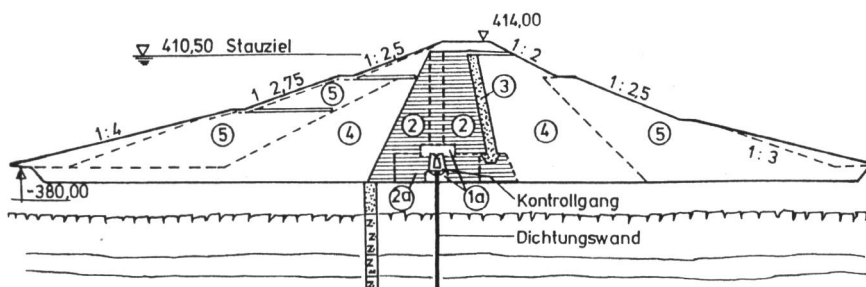 414,00
410,50 Stauziel
1:2,5
1:2
1 2,75
5
3
1:2,5
1:4
5
4
2
2
4
5
1:3
-380,00
2a
1a
Kontrollgang
Dichtungswand
z
z
z
z
z